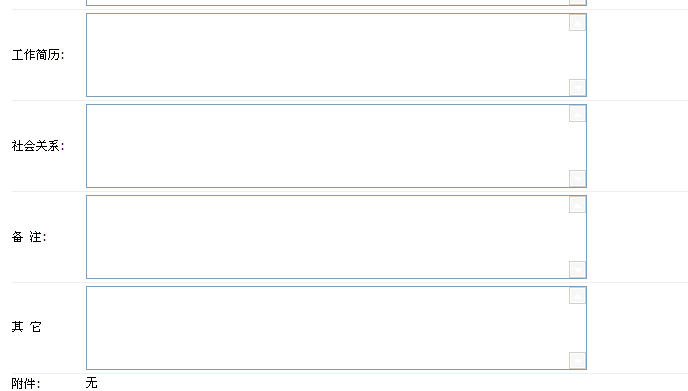 工作简历:
社会关系:
备 注:
其 它
附件: 无